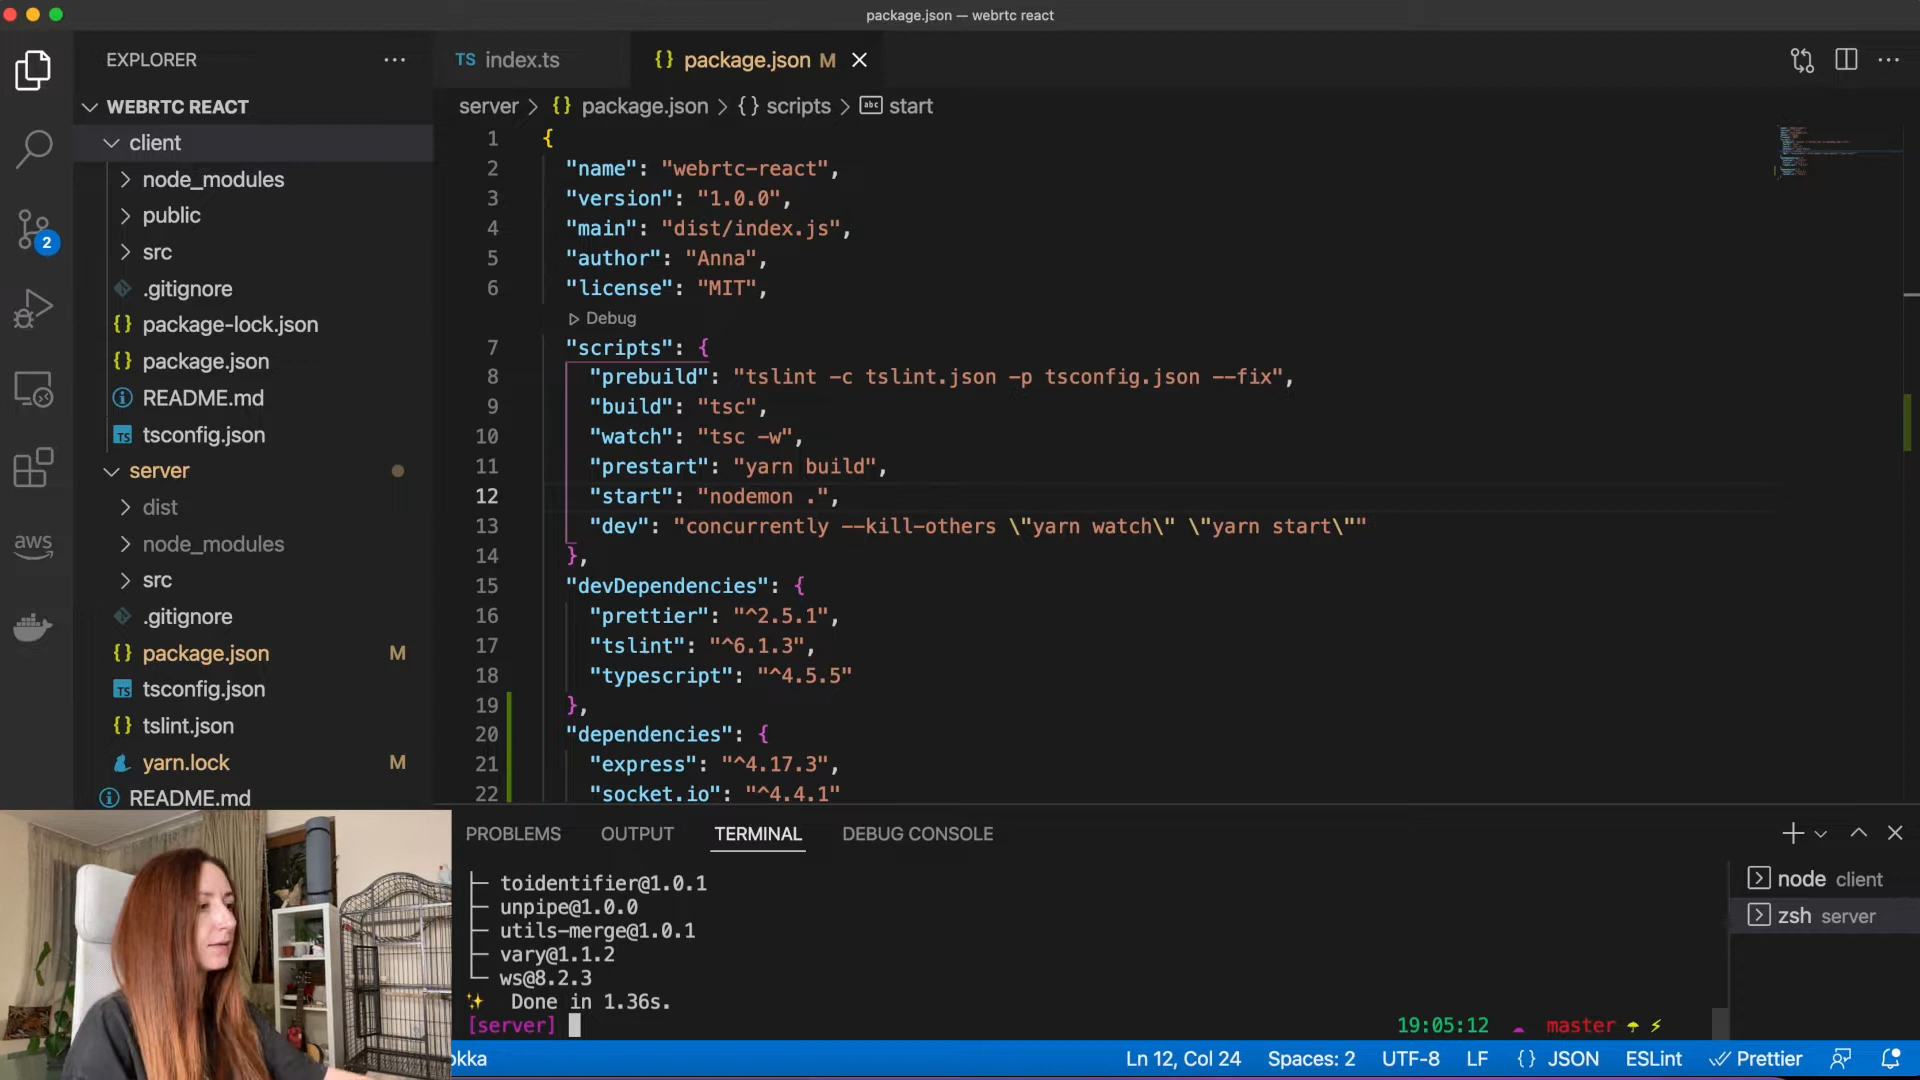 package.json — webrtc react
EXPLORER
WEBRTC REACT
client
node_modules
public
src
.gitignore
package-lock.json
package.json
README.md
tsconfig.json
server
dist
node_modules
src
.gitignore
package.json M
tsconfig.json
tslint.json
yarn.lock M
README.md
2
aws
TS index.ts
{} package.json M
server > {} package.json > {} scripts > abc start
1 {
2 "name": "webrtc-react",
3 "version": "1.0.0",
4 "main": "dist/index.js",
5 "author": "Anna",
6 "license": "MIT",
Debug
7 "scripts": {
8 "prebuild": "tslint -c tslint.json -p tsconfig.json --fix",
9 "build": "tsc",
10 "watch": "tsc -w",
11 "prestart": "yarn build",
12 "start": "nodemon .",
13 "dev": "concurrently --kill-others \"yarn watch\" \"yarn start\""
14 },
15 "devDependencies": {
16 "prettier": "^2.5.1",
17 "tslint": "^6.1.3",
18 "typescript": "^4.5.5"
19 },
20 "dependencies": {
21 "express": "^4.17.3",
22 "socket.io": "^4.4.1"
PROBLEMS OUTPUT TERMINAL DEBUG CONSOLE
├─ toidentifier@1.0.1
├─ unpipe@1.0.0
├─ utils-merge@1.0.1
├─ vary@1.1.2
└─ ws@8.2.3
✨ Done in 1.36s.
[server]
19:05:12 master
node client
zsh server
okka
Ln 12, Col 24 Spaces: 2 UTF-8 LF {} JSON ESLint Prettier